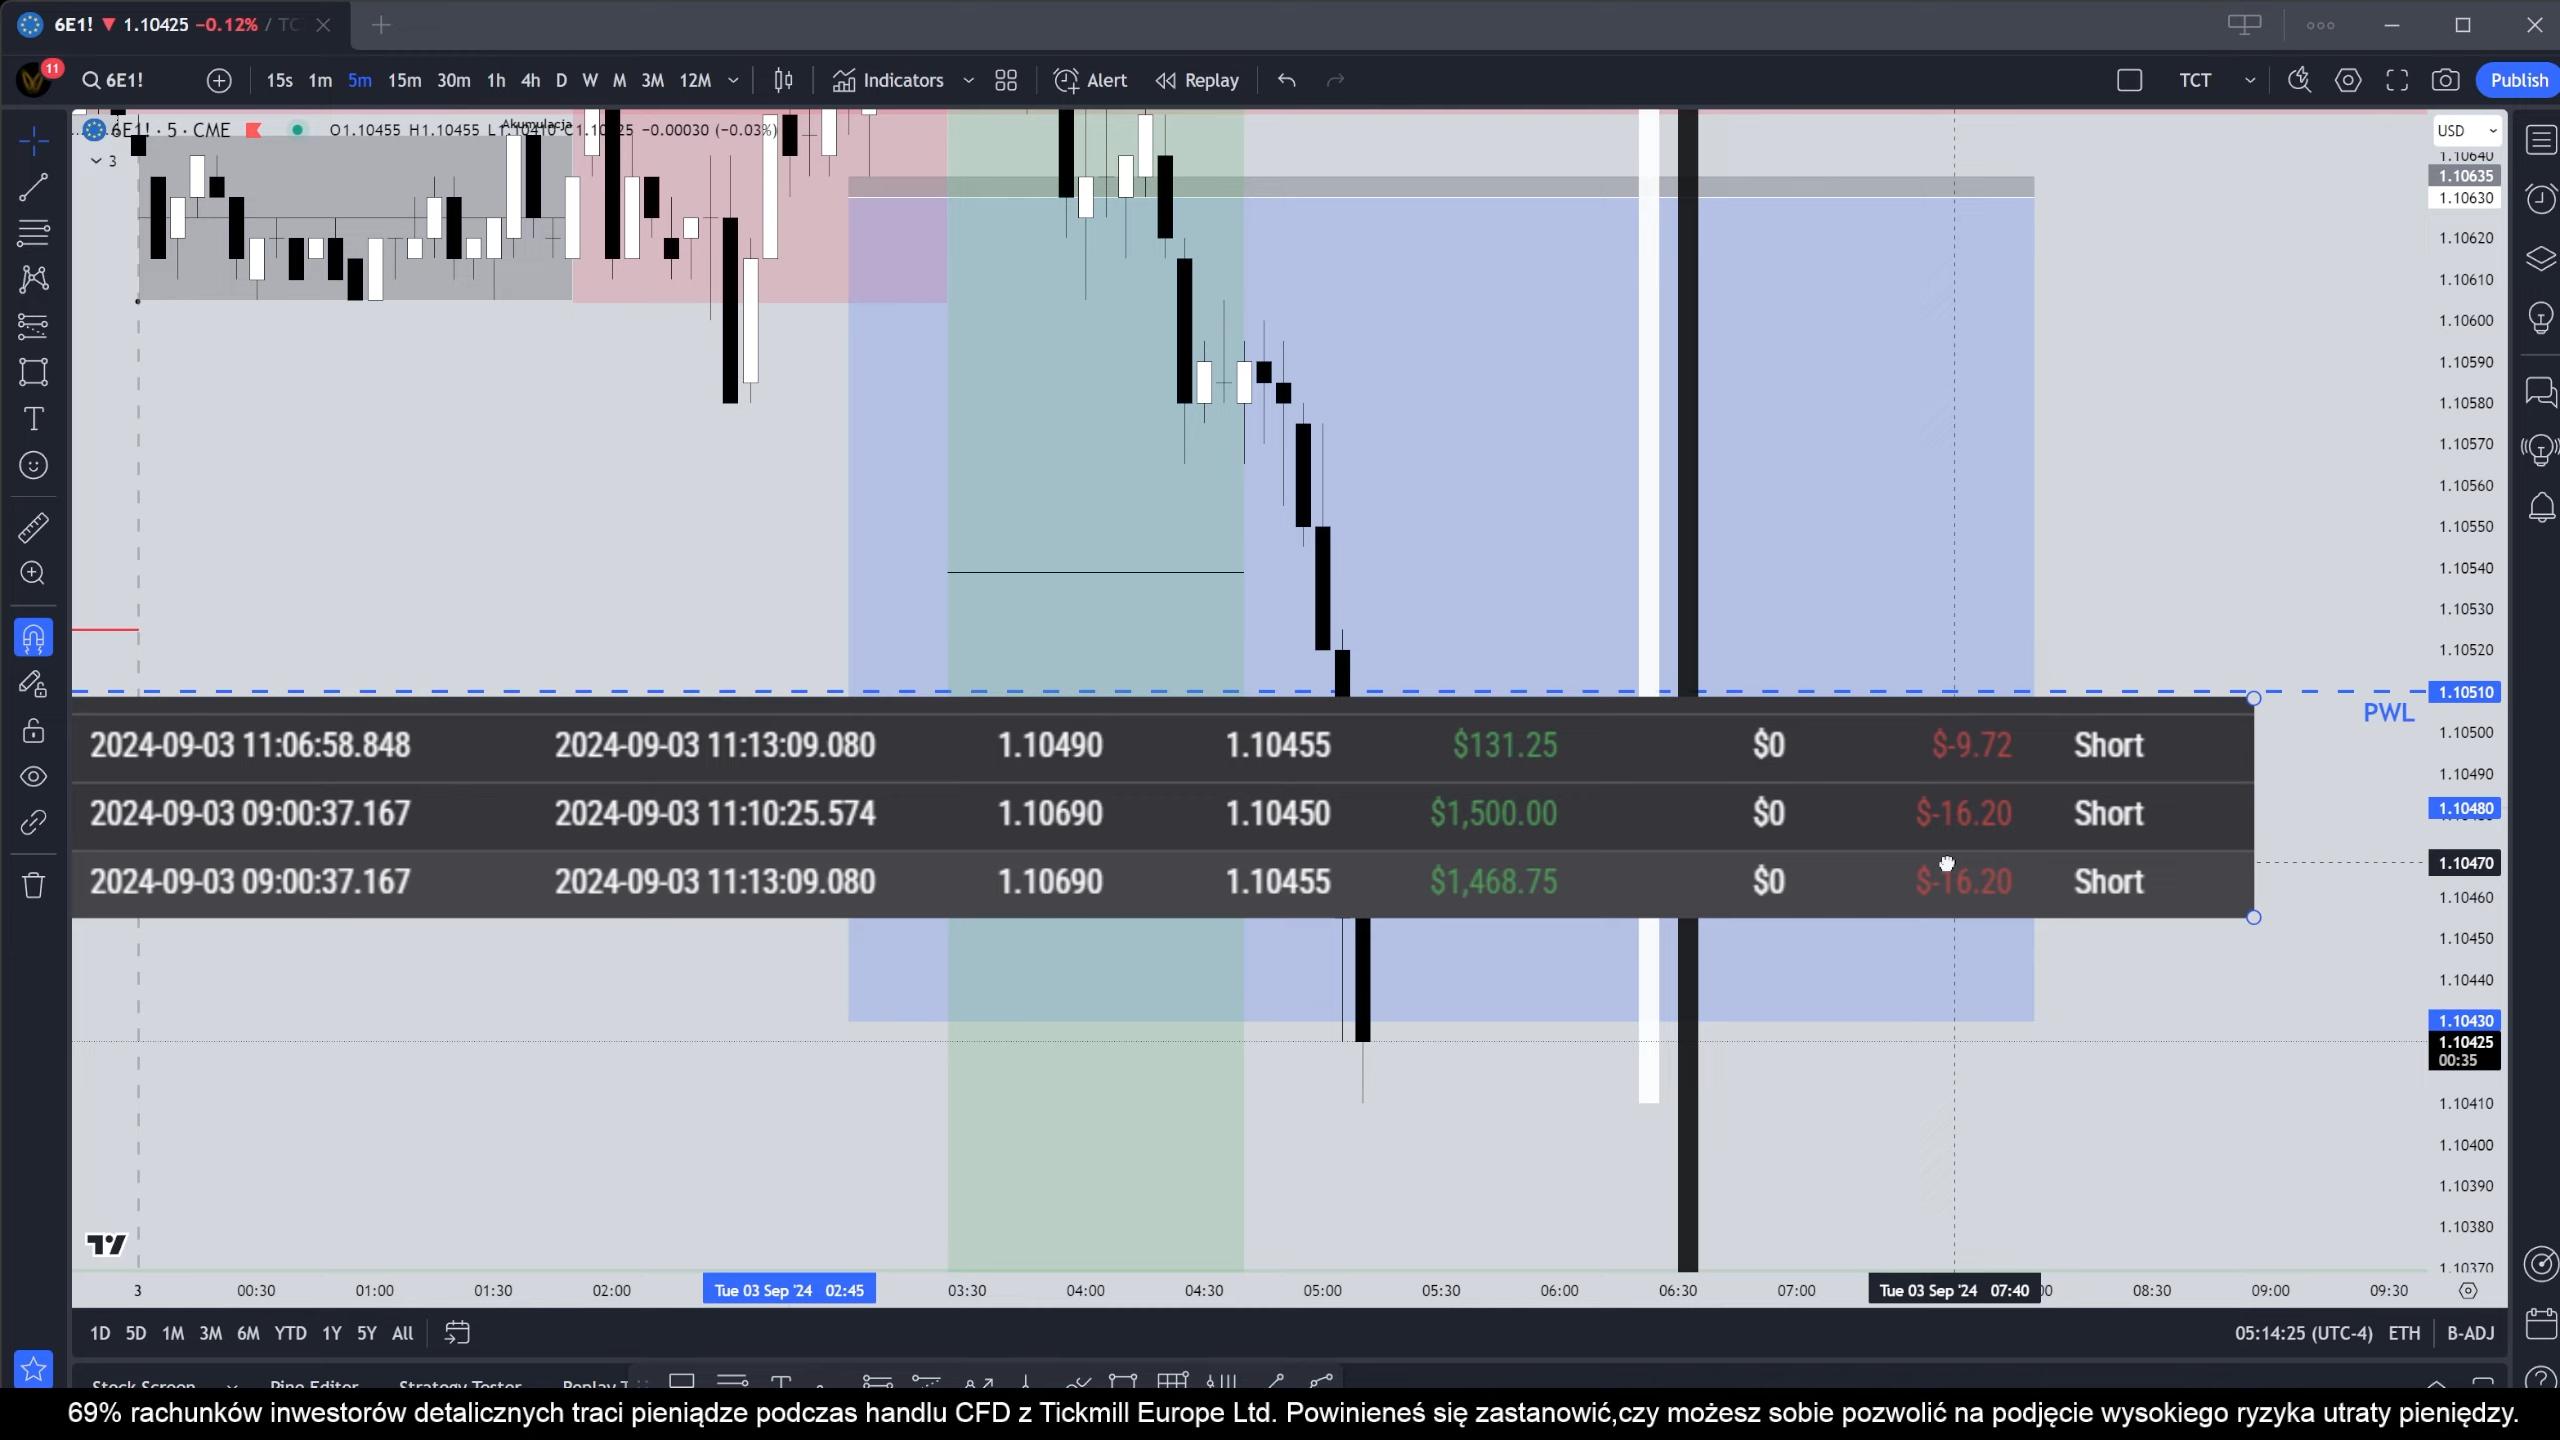 6E1! ▼ 1.10425 −0.12% / TC
11
6E1!
15s 1m 5m 15m 30m 1h 4h D W M 3M 12M
Indicators
Alert
Replay
TCT
Publish
6E1! · 5 · CME O1.10455 H1.10455 L1.10410 C1.10425 −0.00030 (−0.03%)
Akumulacja
3
USD
1.10640
1.10635
1.10630
1.10620
1.10610
1.10600
1.10590
1.10580
1.10570
1.10560
1.10550
1.10540
1.10530
1.10520
1.10510
PWL
1.10500
1.10490
1.10480
1.10470
1.10460
1.10450
1.10440
1.10430
1.10425
00:35
1.10410
1.10400
1.10390
1.10380
1.10370
2024-09-03 11:06:58.848 2024-09-03 11:13:09.080 1.10490 1.10455 $131.25 $0 $-9.72 Short
2024-09-03 09:00:37.167 2024-09-03 11:10:25.574 1.10690 1.10450 $1,500.00 $0 $-16.20 Short
2024-09-03 09:00:37.167 2024-09-03 11:13:09.080 1.10690 1.10455 $1,468.75 $0 $-16.20 Short
3 00:30 01:00 01:30 02:00 Tue 03 Sep '24 02:45 03:30 04:00 04:30 05:00 05:30 06:00 06:30 07:00 Tue 03 Sep '24 07:40 08:30 09:00 09:30
1D 5D 1M 3M 6M YTD 1Y 5Y All
05:14:25 (UTC-4) ETH B-ADJ
Stock Screen Pine Editor Strategy Tester Replay T
69% rachunków inwestorów detalicznych traci pieniądze podczas handlu CFD z Tickmill Europe Ltd. Powinieneś się zastanowić,czy możesz sobie pozwolić na podjęcie wysokiego ryzyka utraty pieniędzy.